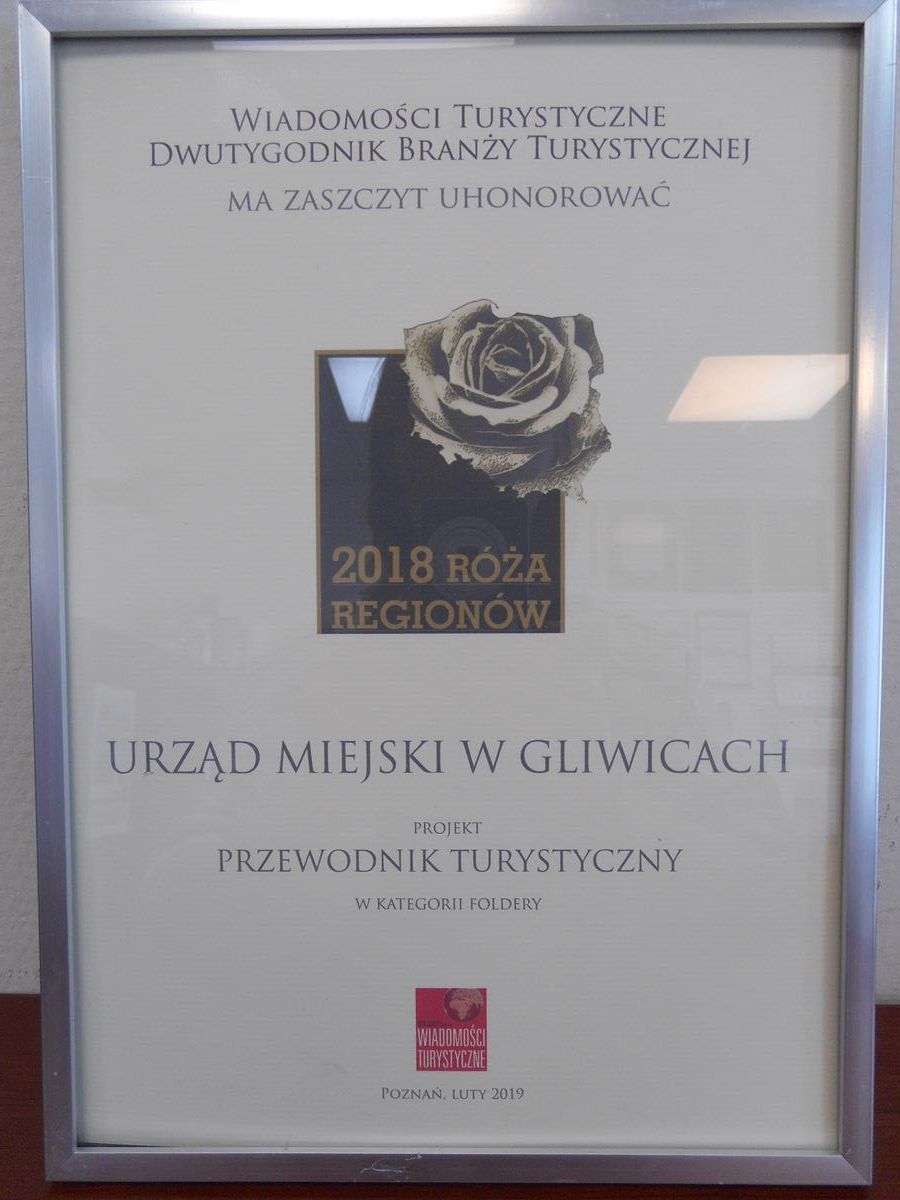 Wiadomości Turystyczne
Dwutygodnik Branży Turystycznej
ma zaszczyt uhonorować
2018 RÓŻA
REGIONÓW
URZĄD MIEJSKI W GLIWICACH
PROJEKT
PRZEWODNIK TURYSTYCZNY
W KATEGORII FOLDERY
WIADOMOŚCI
TURYSTYCZNE
Poznań, luty 2019